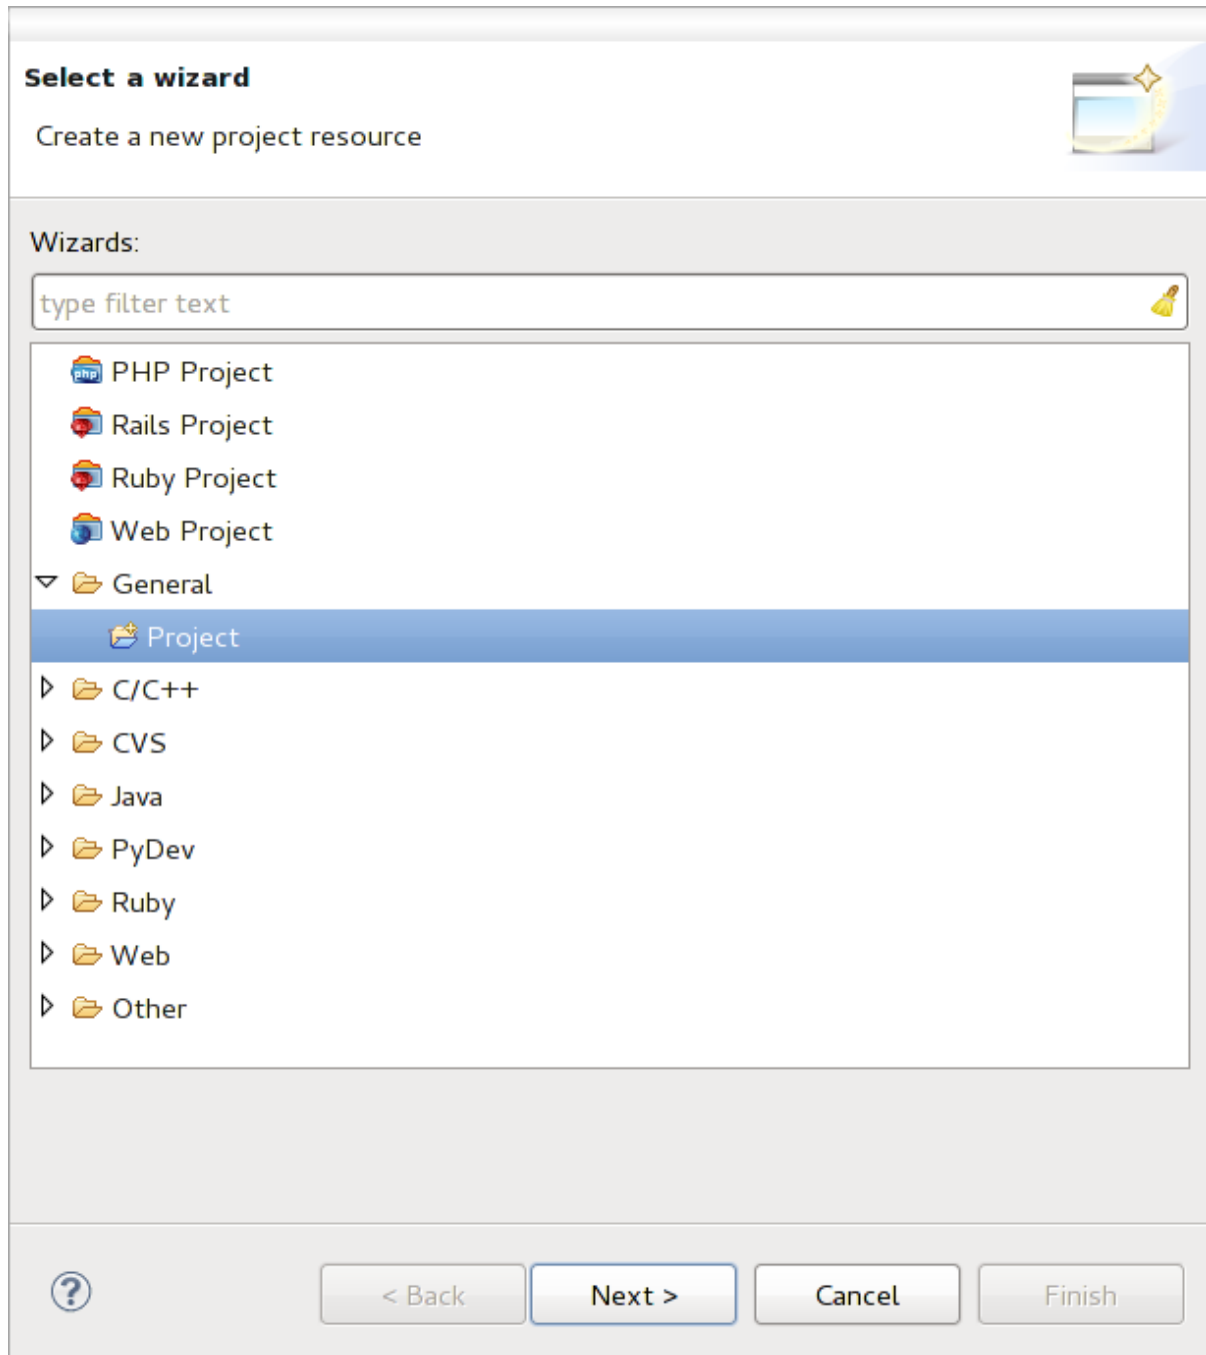 Select a wizard
Create a new project resource
Wizards:
type filter text
php PHP Project
Rails Project
Ruby Project
Web Project
General
Project
C/C++
CVS
Java
PyDev
Ruby
Web
Other
? < Back Next > Cancel Finish